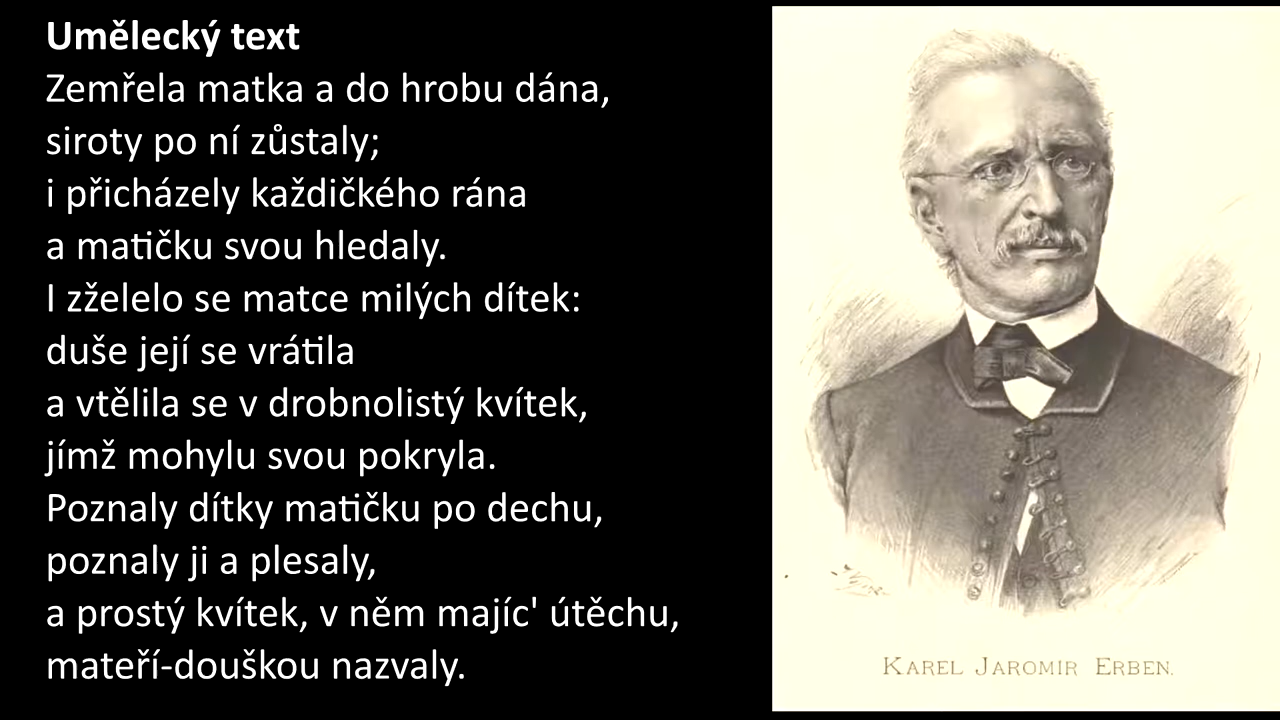 Umělecký text
Zemřela matka a do hrobu dána,
siroty po ní zůstaly;
i přicházely každičkého rána
a matičku svou hledaly.
I zželelo se matce milých dítek:
duše její se vrátila
a vtělila se v drobnolistý kvítek,
jímž mohylu svou pokryla.
Poznaly dítky matičku po dechu,
poznaly ji a plesaly,
a prostý kvítek, v něm majíc' útěchu,
mateří-douškou nazvaly.
KAREL JAROMIR ERBEN.